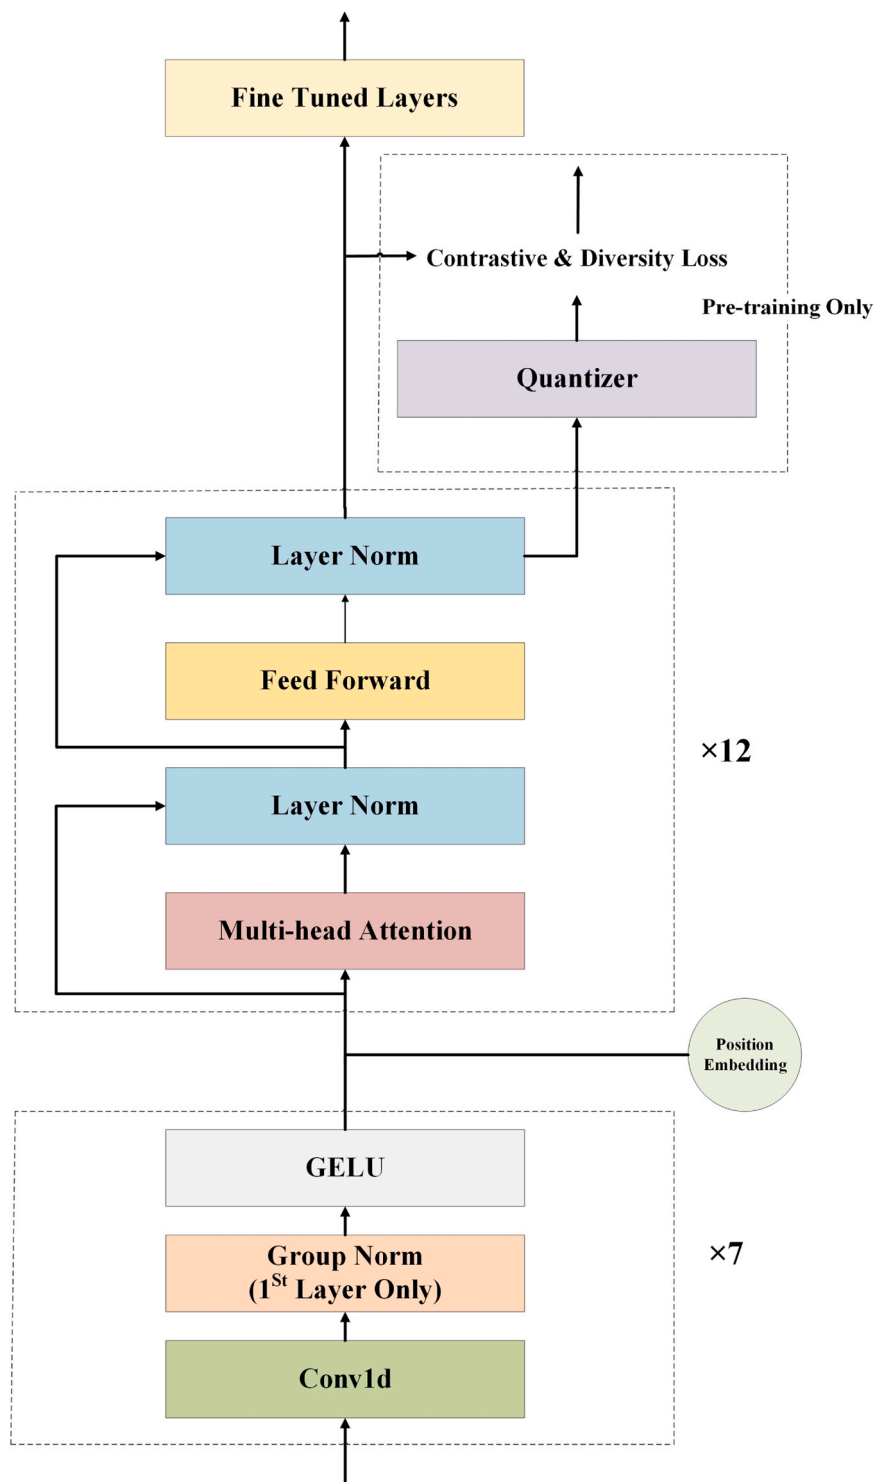 Fine Tuned Layers
Contrastive & Diversity Loss
Pre-training Only
Quantizer
Layer Norm
Feed Forward
×12
Layer Norm
Multi-head Attention
Position
Embedding
GELU
Group Norm
(1St Layer Only)
×7
Conv1d